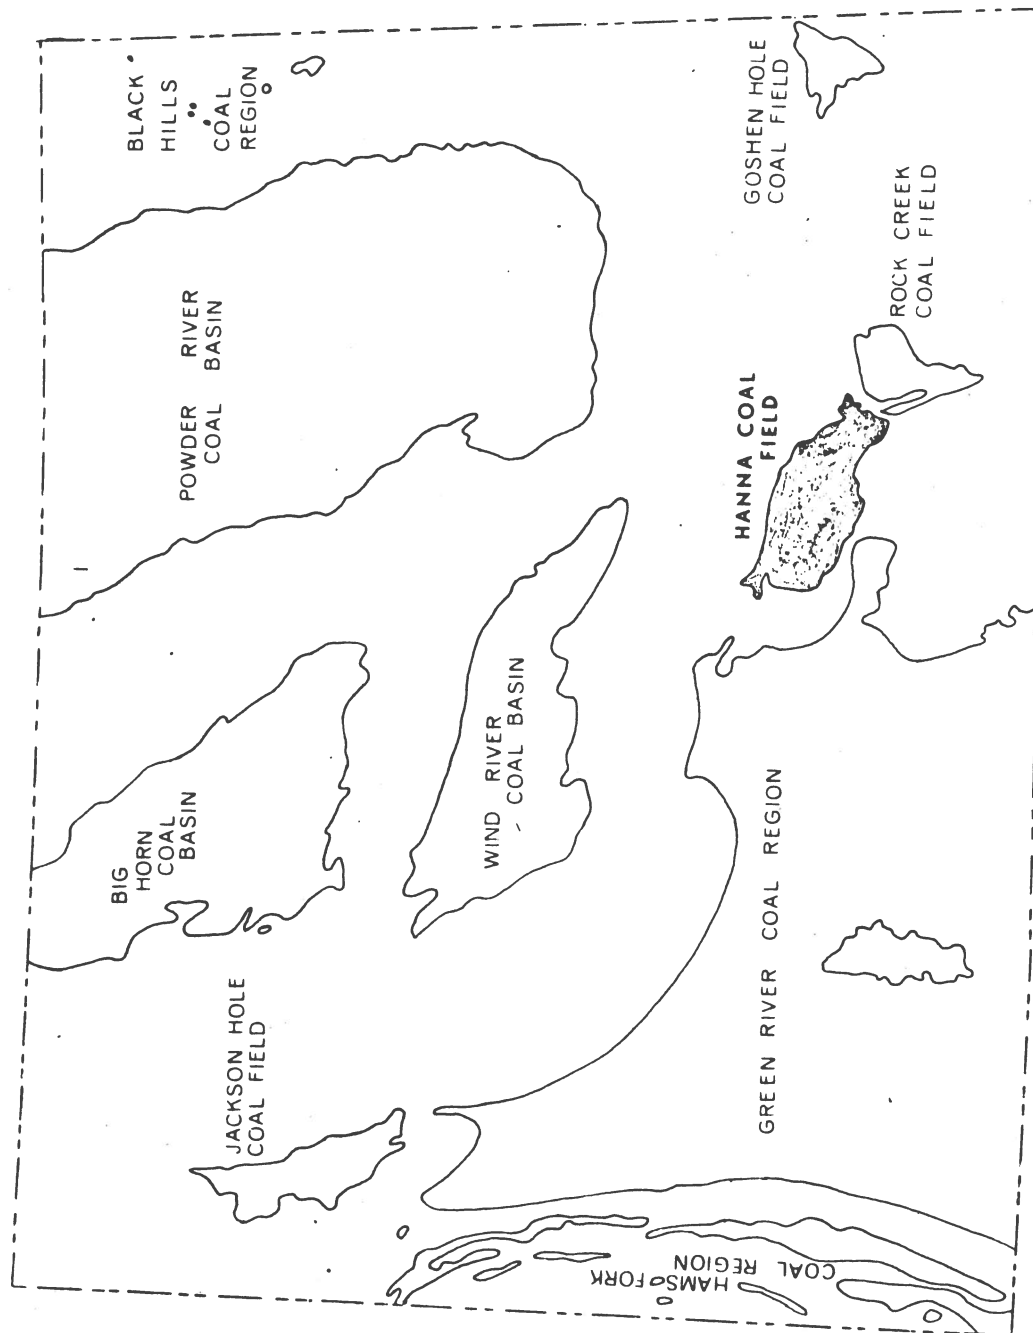 BLACK
HILLS
COAL
REGION
POWDER RIVER
COAL BASIN
BIG
HORN
COAL
BASIN
JACKSON HOLE
COAL FIELD
WIND RIVER
COAL BASIN
GOSHEN HOLE
COAL FIELD
ROCK CREEK
COAL FIELD
HANNA COAL
FIELD
GREEN RIVER COAL REGION
HAMS FORK
COAL REGION